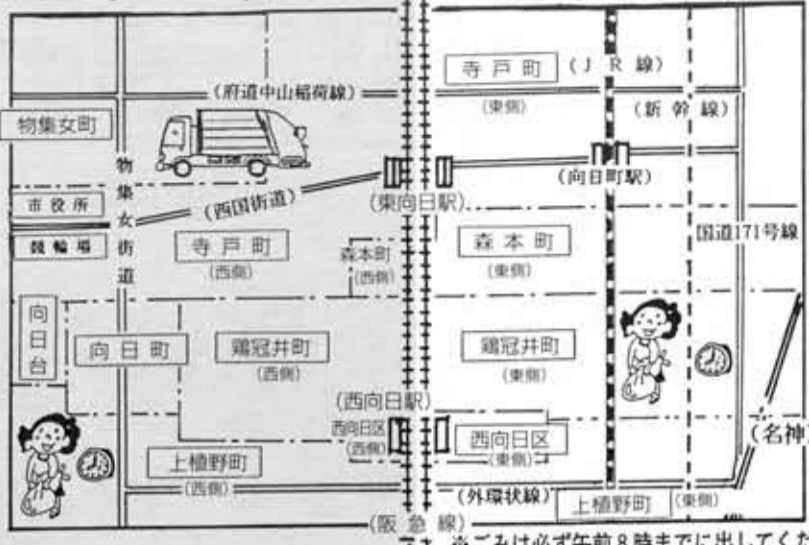 寺戸町
(JR線)
(府道中山稲荷線)
(東側)
(新幹線)
物集女町
物集女街道
(向日町駅)
市役所
(西国街道)
(東向日駅)
競輪場
寺戸町
(西側)
森本町
(西側)
森本町
(東側)
国道171号線
向日台
向日町
鶏冠井町
(西側)
鶏冠井町
(東側)
(西向日駅)
西向日区
(西側)
西向日区
(東側)
(名神)
上植野町
(西側)
(外環状線)
上植野町
(東側)
(阪急線)
※ごみは必ず午前8時までに出してくだ